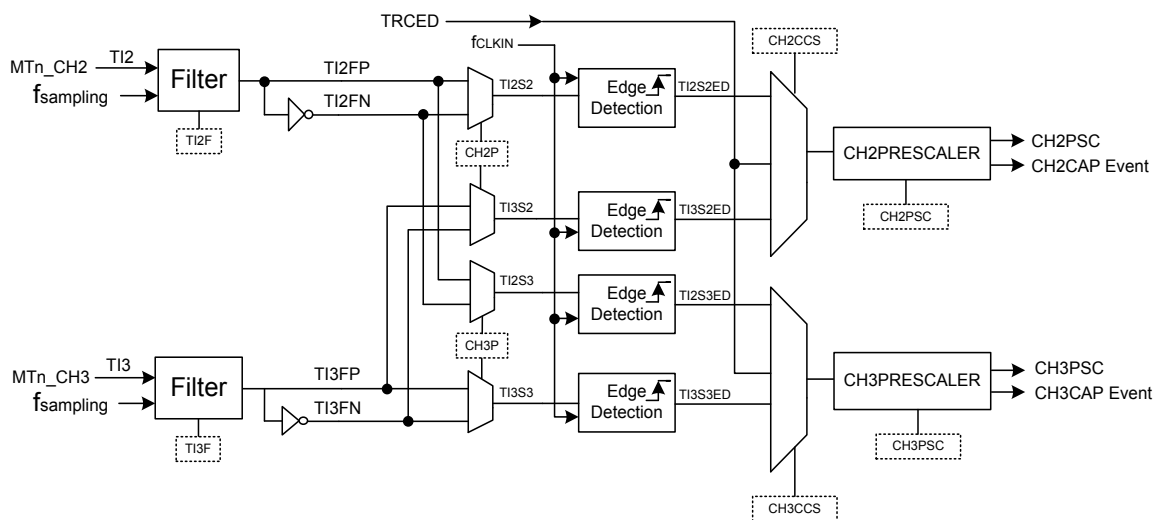 TRCED
fCLKIN
CH2CCS
MTn_CH2
TI2
fsampling
Filter
TI2F
TI2FP
TI2FN
TI2S2
CH2P
Edge
Detection
TI2S2ED
CH2PRESCALER
CH2PSC
CH2PSC
CH2CAP Event
TI3S2
Edge
Detection
TI3S2ED
TI2S3
Edge
Detection
TI2S3ED
CH3P
MTn_CH3
TI3
fsampling
Filter
TI3F
TI3FP
TI3FN
TI3S3
Edge
Detection
TI3S3ED
CH3PRESCALER
CH3PSC
CH3PSC
CH3CAP Event
CH3CCS